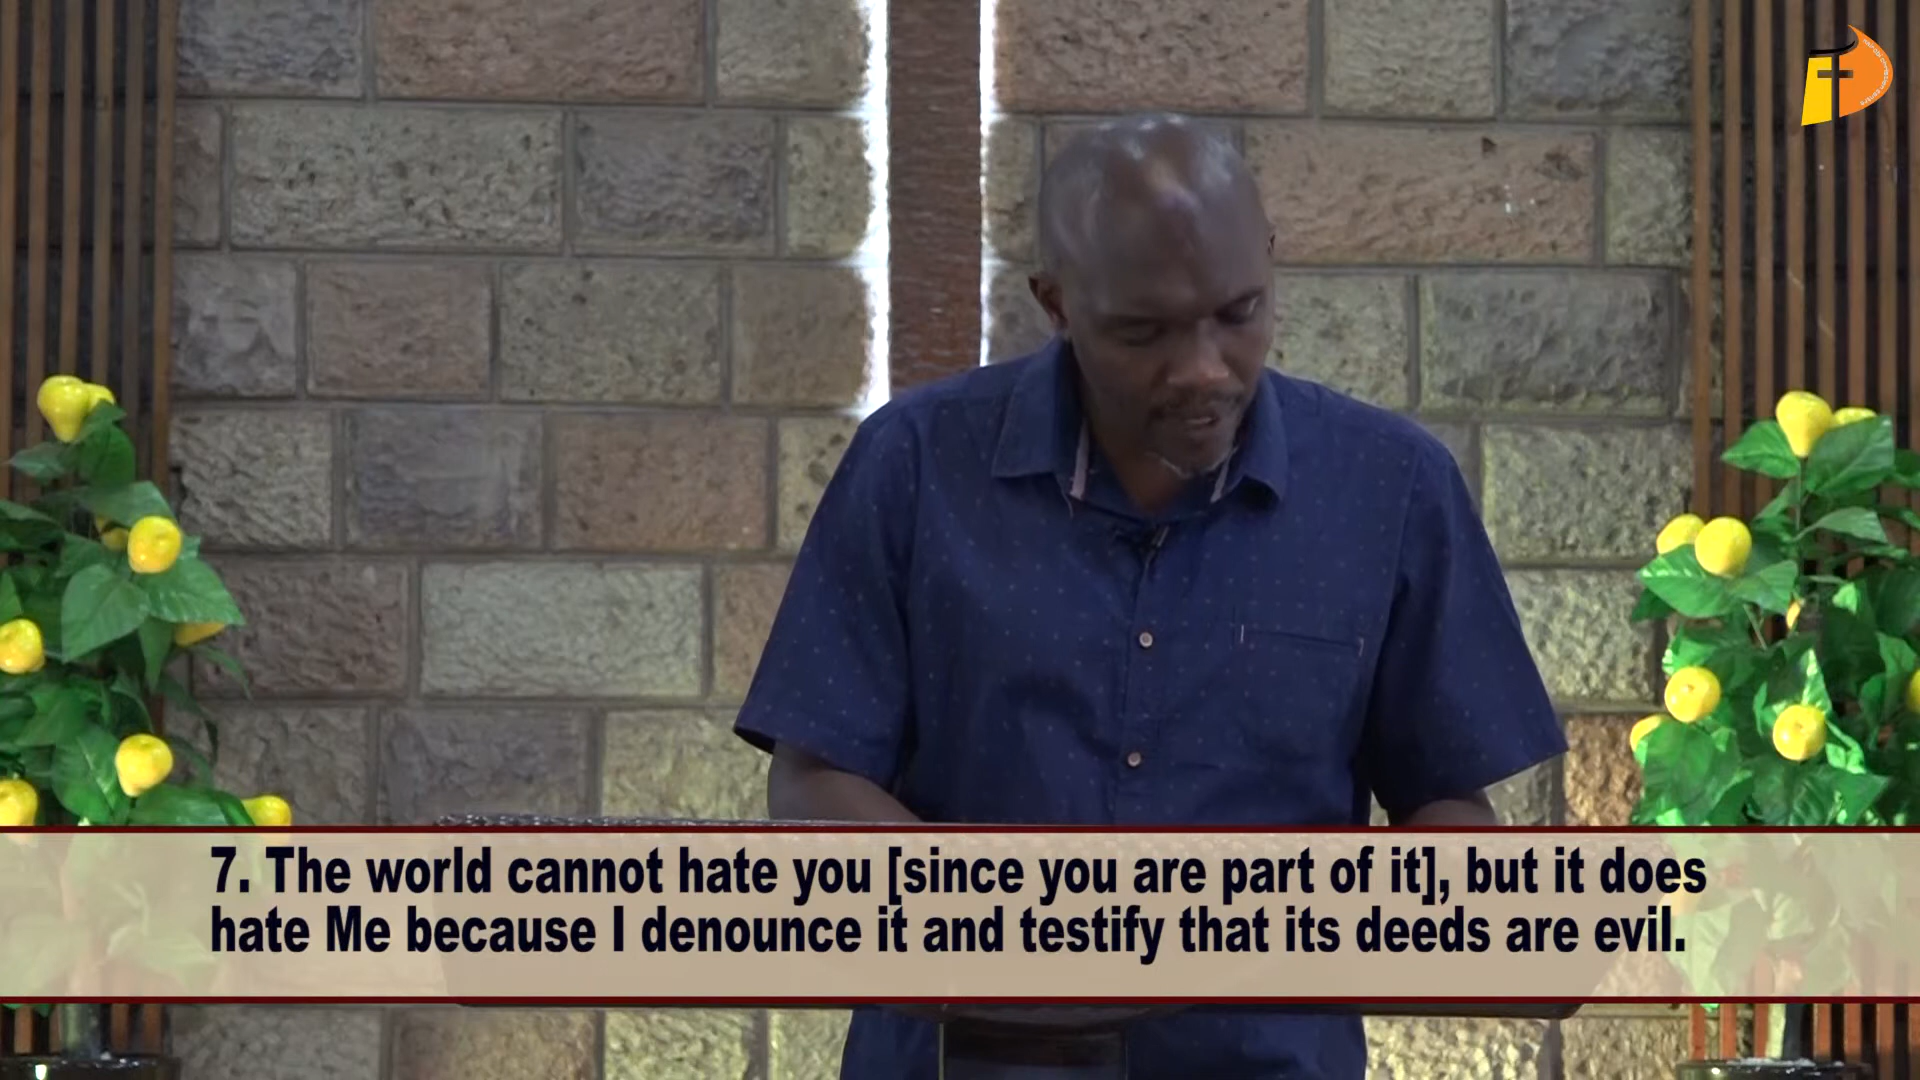 7. The world cannot hate you [since you are part of it], but it does
hate Me because I denounce it and testify that its deeds are evil.